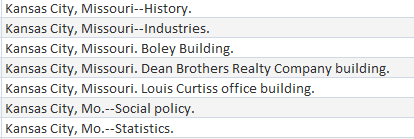 Kansas City, Missouri--History.
Kansas City, Missouri--Industries.
Kansas City, Missouri. Boley Building.
Kansas City, Missouri. Dean Brothers Realty Company building.
Kansas City, Missouri. Louis Curtiss office building.
Kansas City, Mo.--Social policy.
Kansas City, Mo.--Statistics.